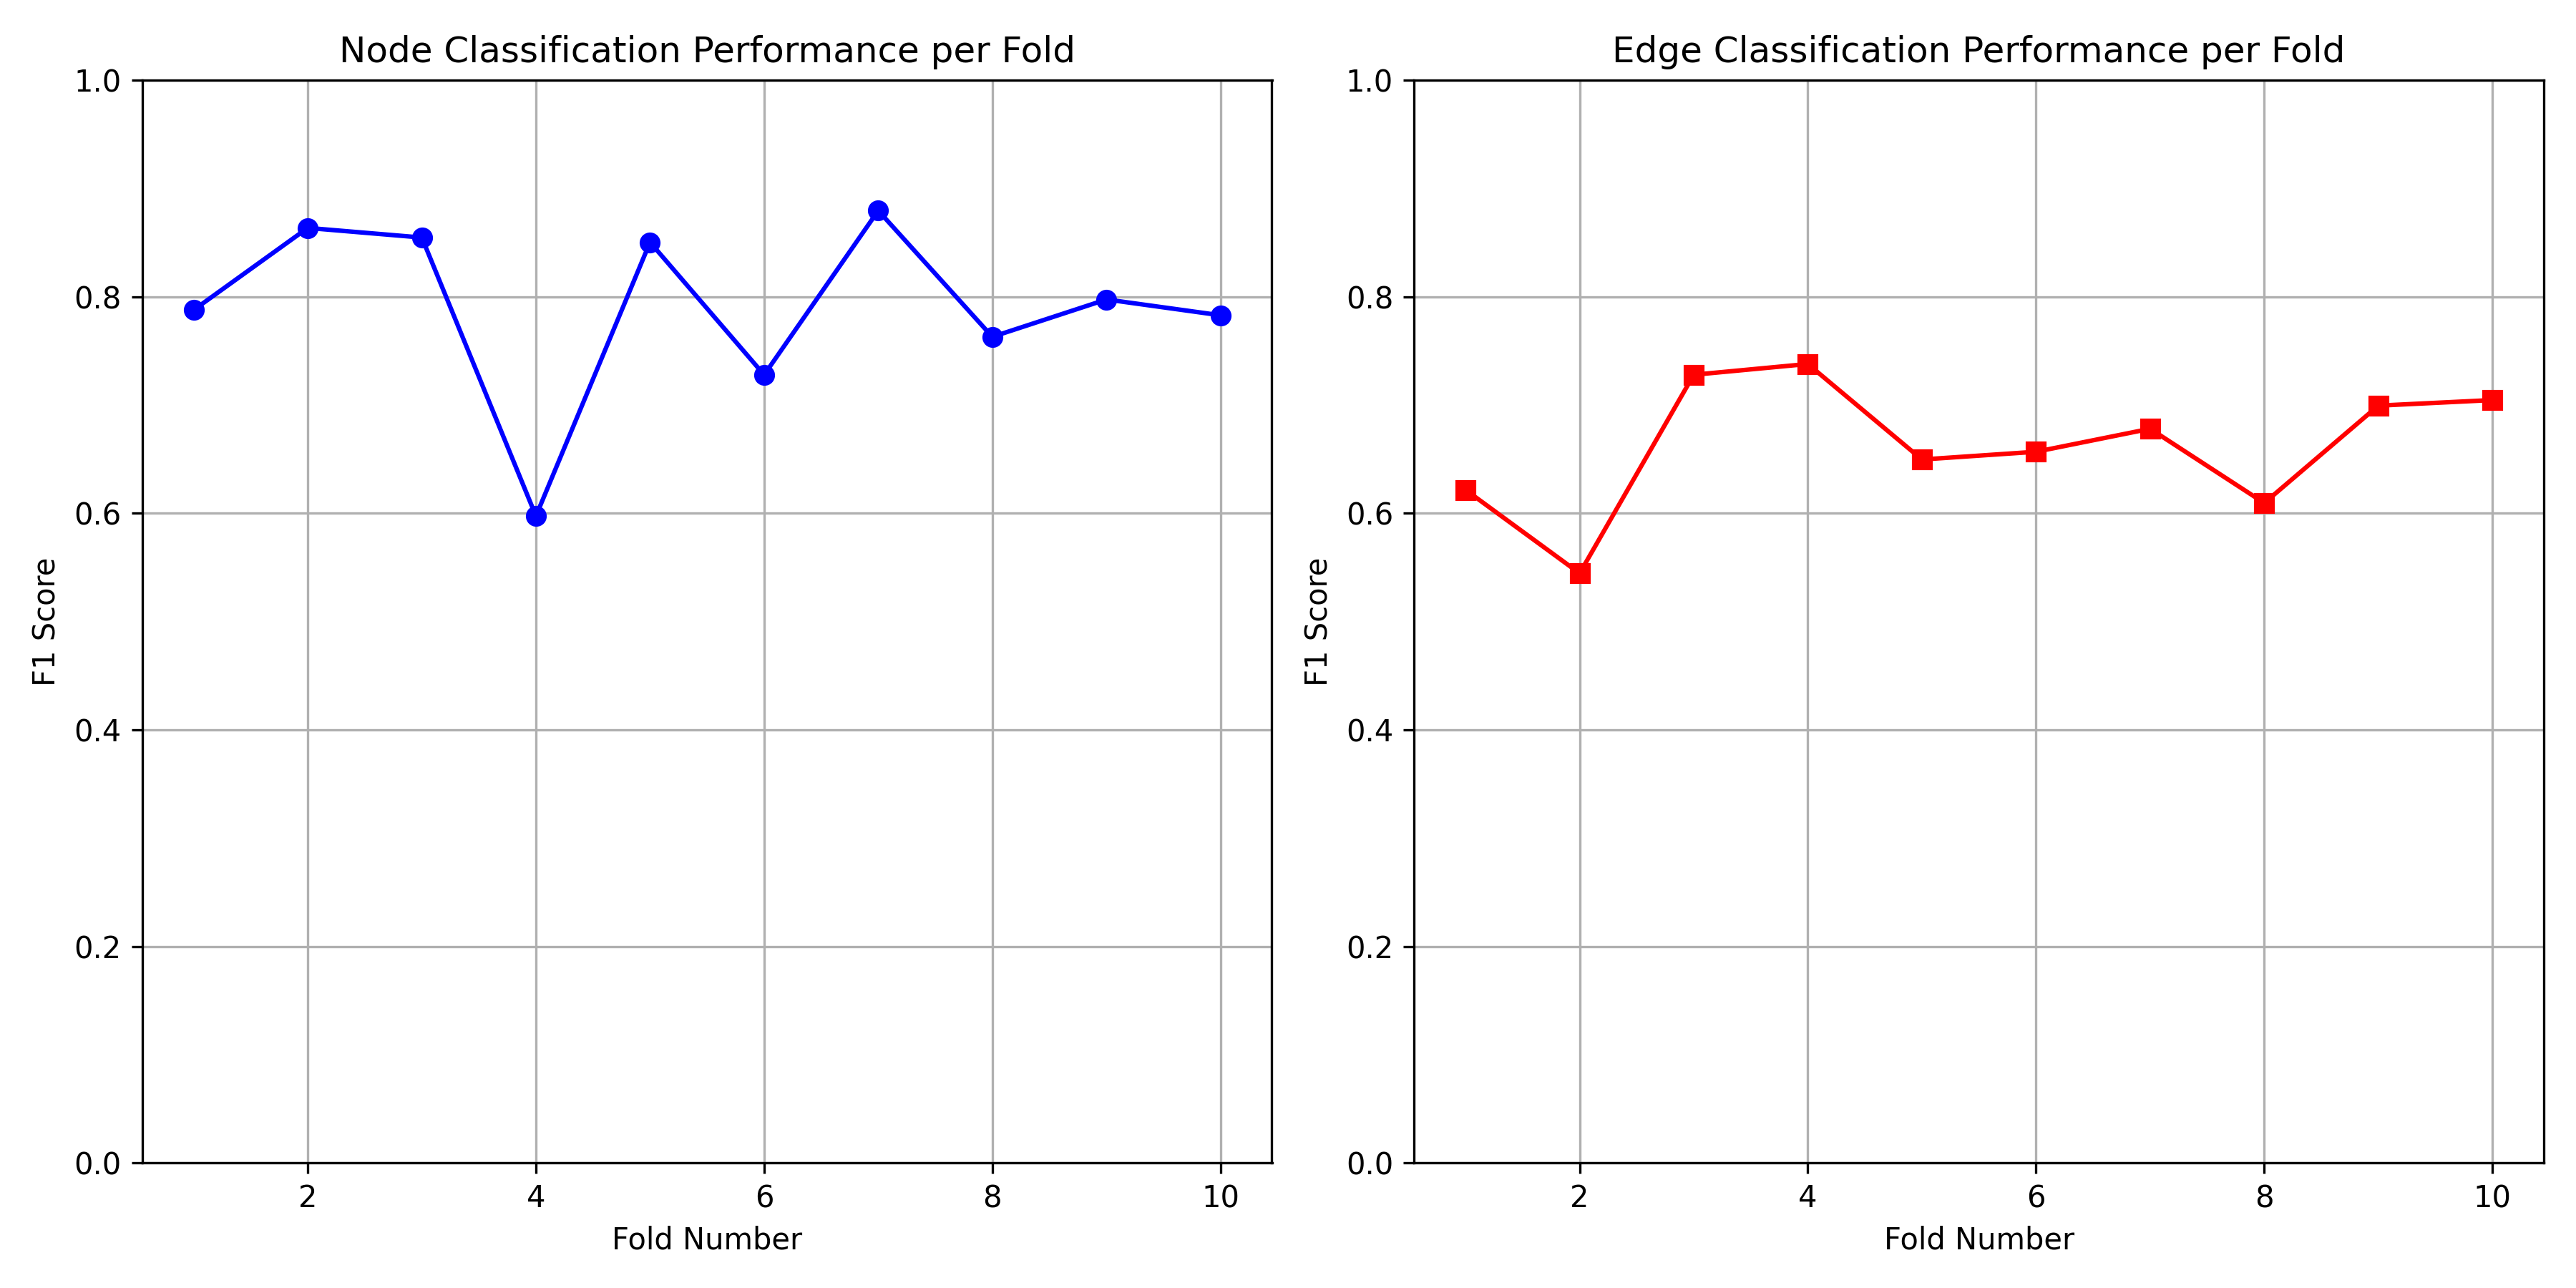 Node Classification Performance per Fold
1.0
0.8
0.6
0.4
0.2
0.0
F1 Score
2 4 6 8 10
Fold Number
Edge Classification Performance per Fold
1.0
0.8
0.6
0.4
0.2
0.0
F1 Score
2 4 6 8 10
Fold Number